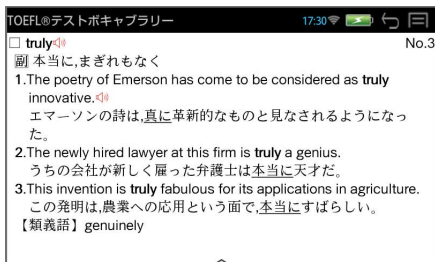 TOEFL®テストボキャブラリー 17:30
□ truly No.3
副 本当に,まぎれもなく
1.The poetry of Emerson has come to be considered as truly
innovative.
エマーソンの詩は,真に革新的なものと見なされるようになっ
た。
2.The newly hired lawyer at this firm is truly a genius.
うちの会社が新しく雇った弁護士は本当に天才だ。
3.This invention is truly fabulous for its applications in agriculture.
この発明は,農業への応用という面で,本当にすばらしい。
【類義語】genuinely